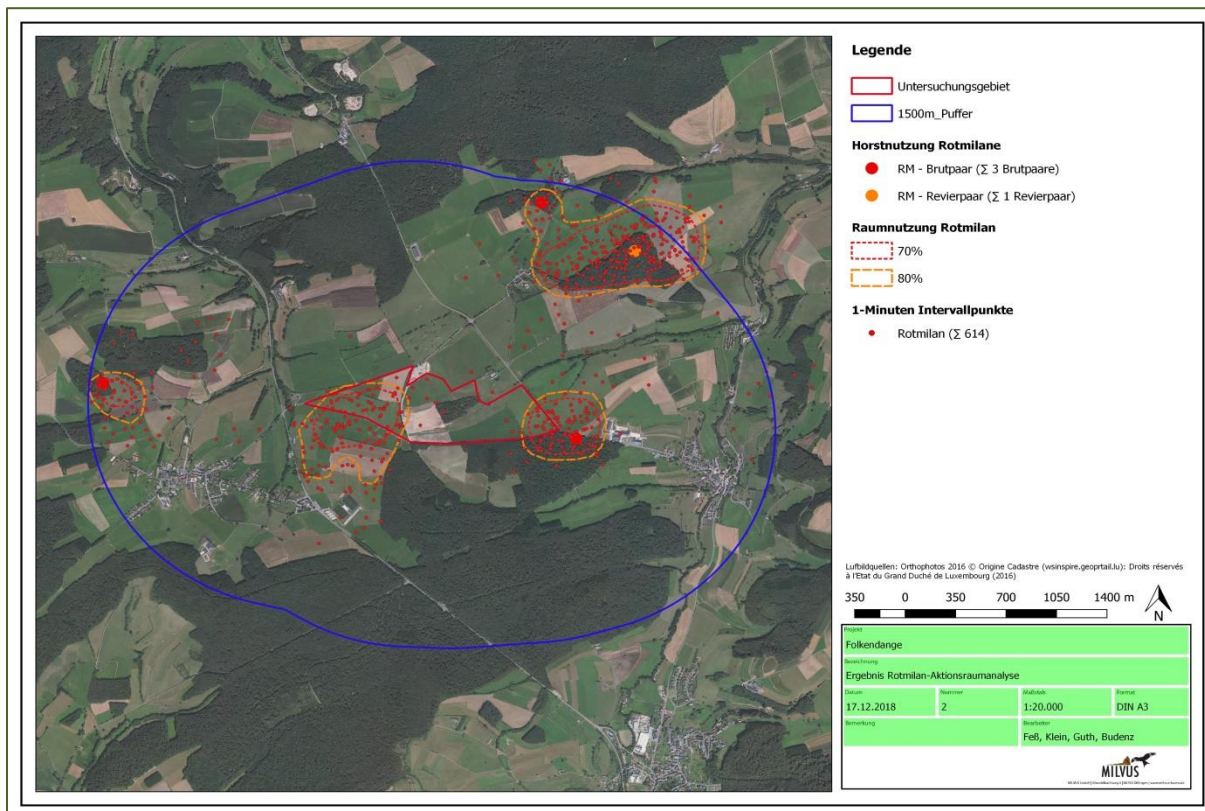 Legende
Untersuchungsgebiet
1500m_Puffer
Horstnutzung Rotmilane
RM - Brutpaar (Σ 3 Brutpaare)
RM - Revierpaar (Σ 1 Revierpaar)
Raumnutzung Rotmilan
70%
80%
1-Minuten Intervallpunkte
Rotmilan (Σ 614)
Luftbildquellen: Orthophotos 2016 © Origine Cadastre (wsinspire.geoprtail.lu): Droits réservés
à l'Etat du Grand Duché de Luxembourg (2016)
350 0 350 700 1050 1400 m
N
Projekt
Folkendange
Bezeichnung
Ergebnis Rotmilan-Aktionsraumanalyse
Datum Nummer Maßstab Format
17.12.2018 2 1:20.000 DIN A3
Bemerkung Bearbeiter
Feß, Klein, Guth, Budenz
MILVUS